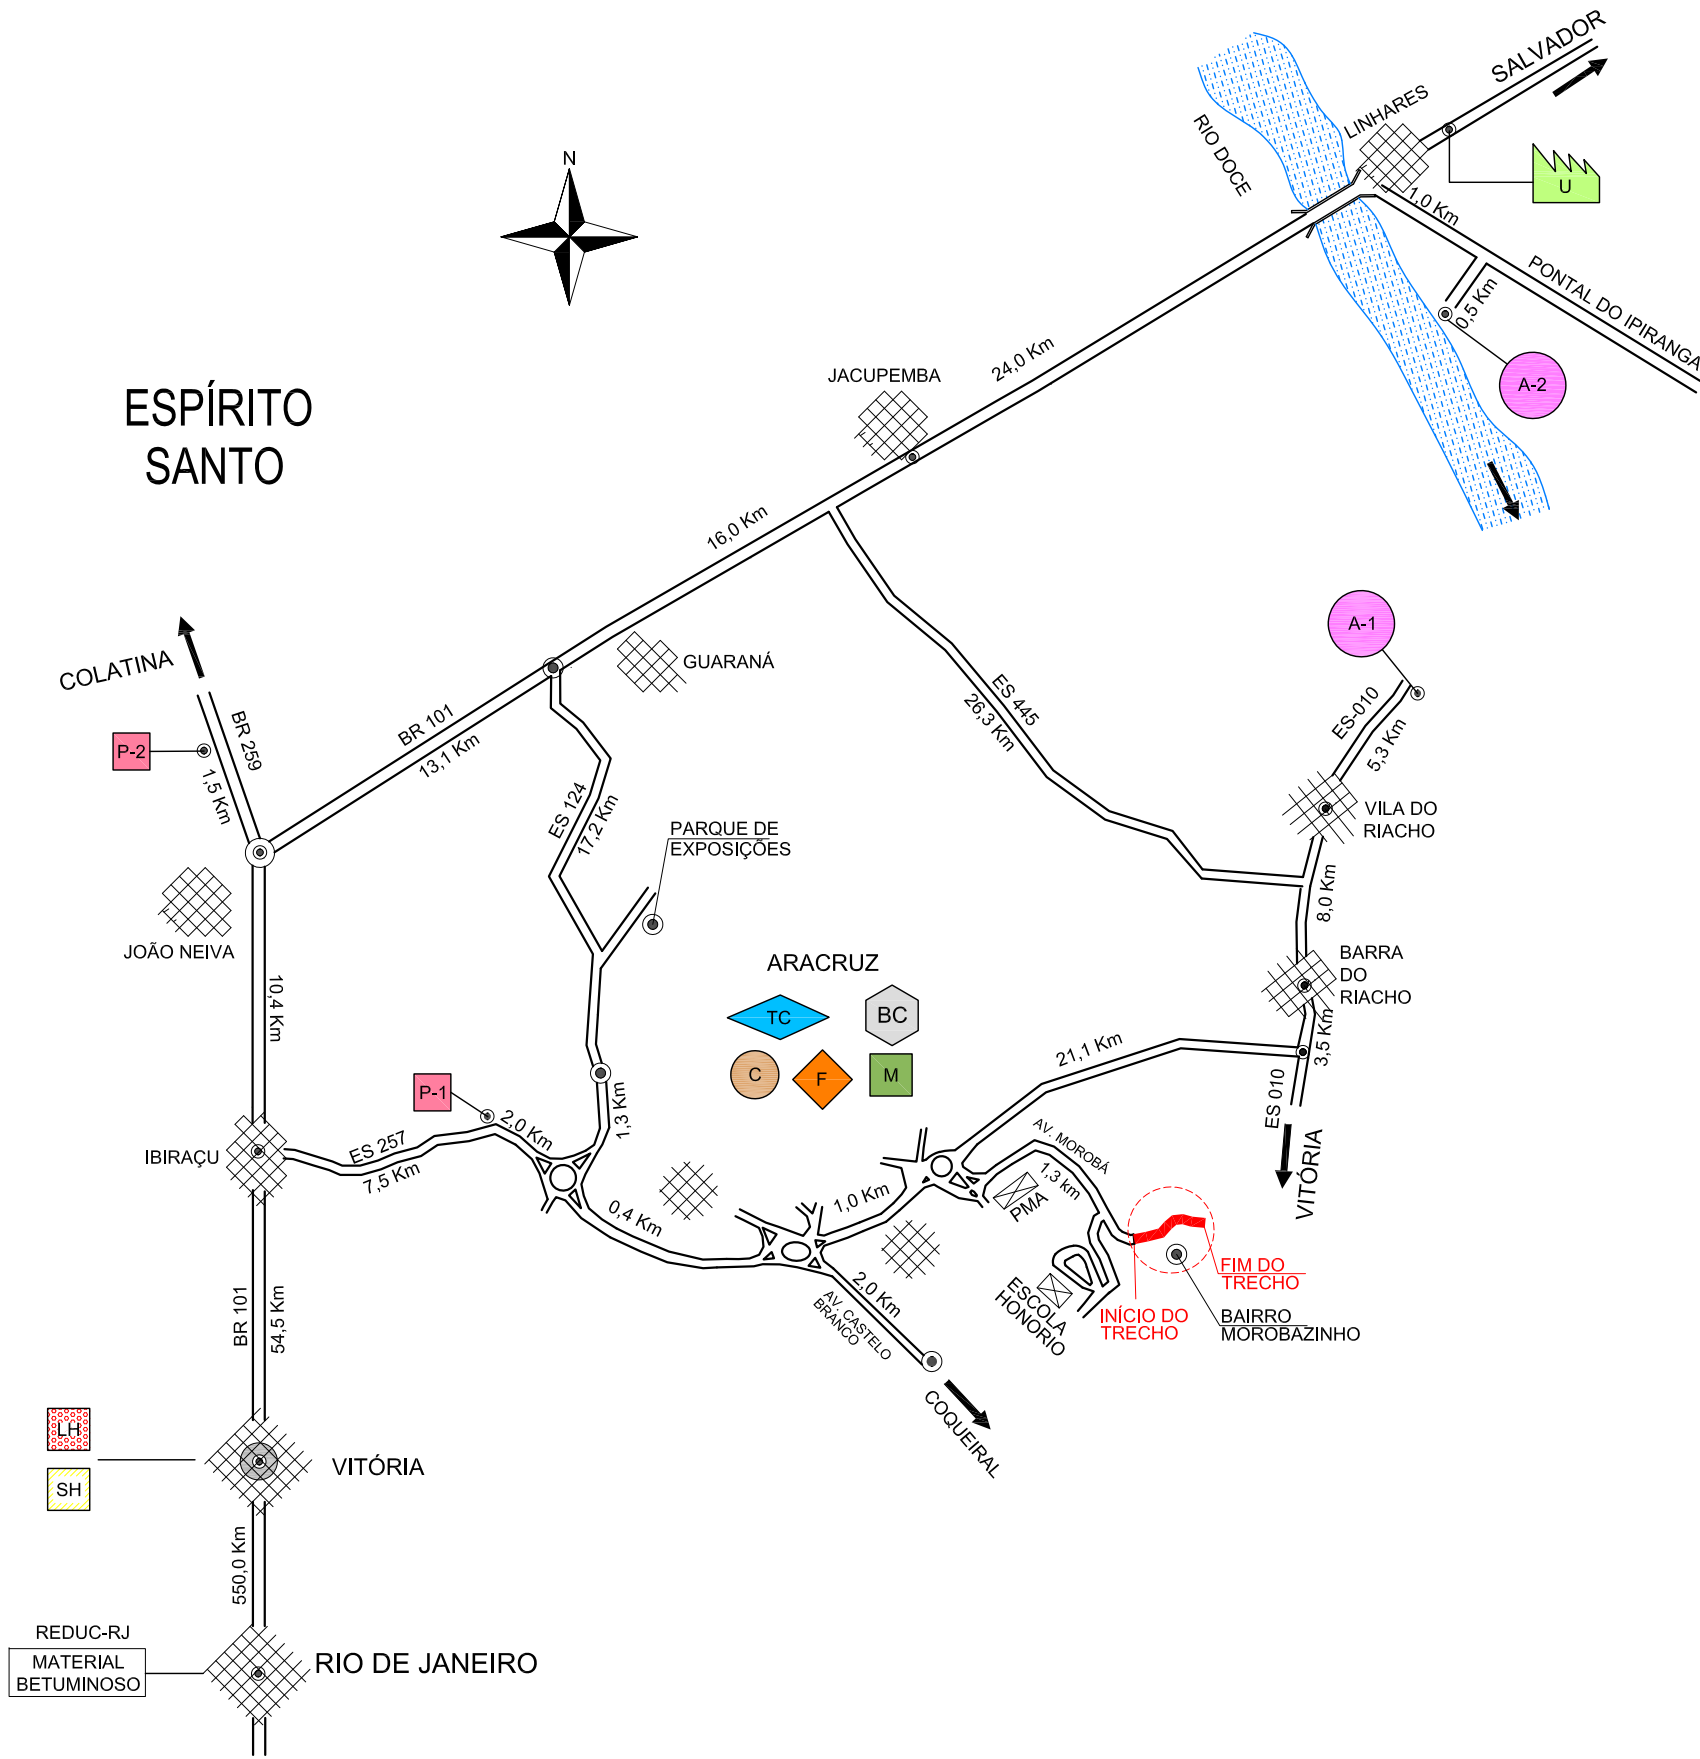 SALVADOR
LINHARES
RIO DOCE
U
1,0 Km
PONTAL DO IPIRANGA
0,5 Km
A-2
N
ESPÍRITO
SANTO
JACUPEMBA
24,0 Km
16,0 Km
A-1
GUARANÁ
COLATINA
BR 259
P-2
1,5 Km
BR 101
13,1 Km
ES 445
26,3 Km
ES-010
5,3 Km
VILA DO
RIACHO
ES 124
17,2 Km
PARQUE DE
EXPOSIÇÕES
JOÃO NEIVA
8,0 Km
BARRA
DO
RIACHO
ARACRUZ
TC
BC
C
F
M
10,4 Km
21,1 Km
3,5 Km
ES 010
VITÓRIA
P-1
2,0 Km
1,3 Km
IBIRAÇU
ES 257
7,5 Km
0,4 Km
1,0 Km
AV. MOROBÁ
1,3 km
PMA
ESCOLA
HONORIO
INÍCIO DO
TRECHO
FIM DO
TRECHO
BAIRRO
MOROBAZINHO
2,0 Km
AV. CASTELO
BRANCO
COQUEIRAL
BR 101
54,5 Km
LH
SH
VITÓRIA
550,0 Km
REDUC-RJ
MATERIAL
BETUMINOSO
RIO DE JANEIRO